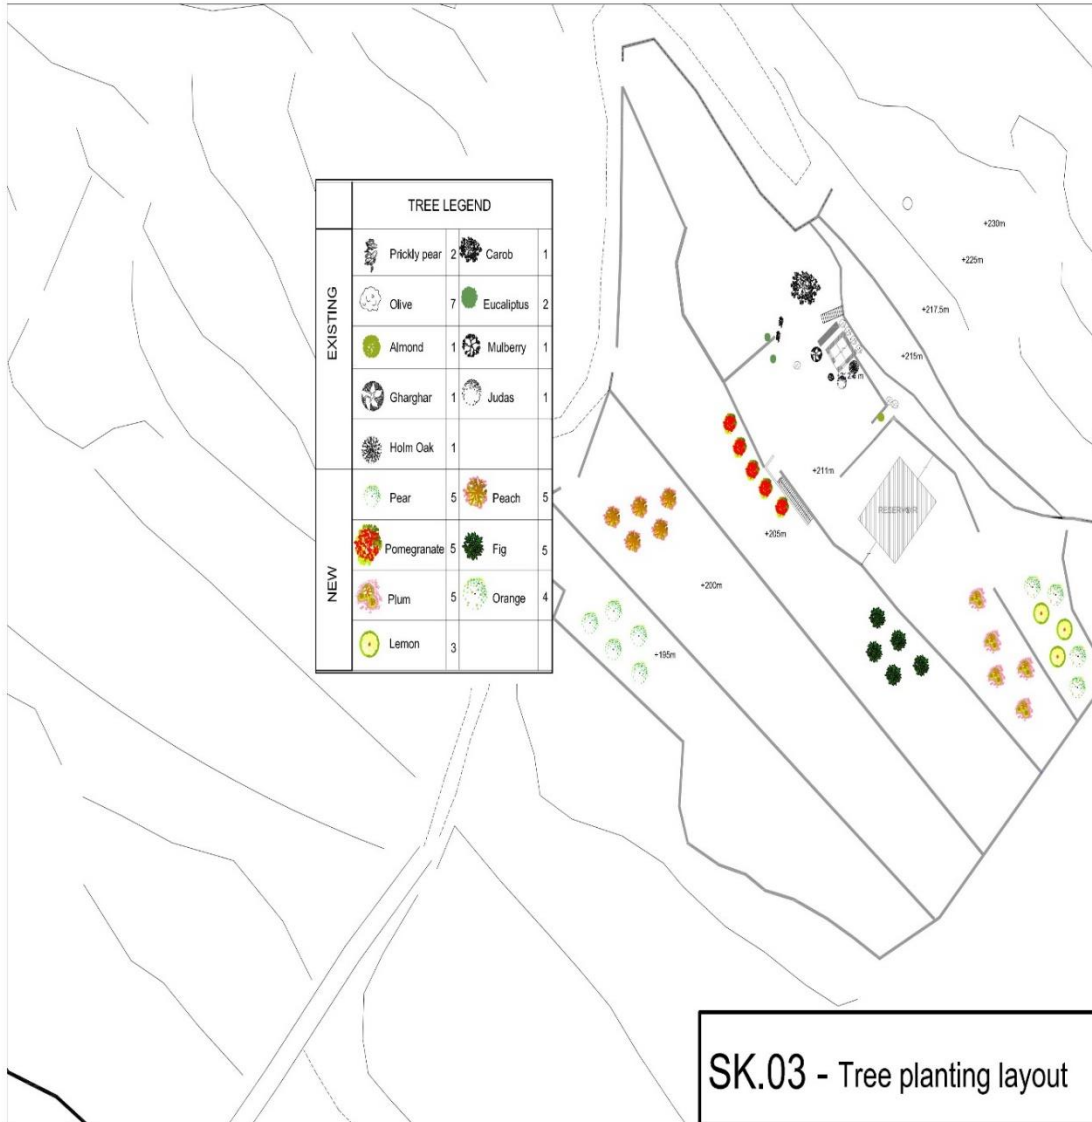 TREE LEGEND
EXISTING
Prickly pear 2 Carob 1
Olive 7 Eucaliptus 2
Almond 1 Mulberry 1
Gharghar 1 Judas 1
Holm Oak 1
NEW
Pear 5 Peach 5
Pomegranate 5 Fig 5
Plum 5 Orange 4
Lemon 3
+230m
+225m
+217.5m
+215m
+211m
RESERVOIR
+205m
+200m
+195m
SK.03 - Tree planting layout